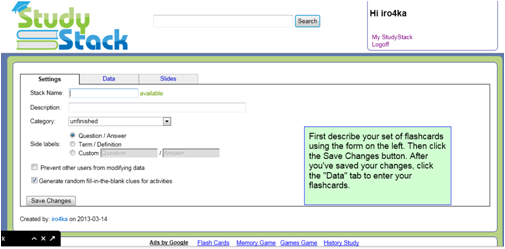 Study
Stack
Search
Hi iro4ka
My StudyStack
Logoff
Settings
Data
Slides
Stack Name:
available
Description:
Category:
unfinished
Side labels:
Question / Answer
Term / Definition
Custom Question / Answer
Prevent other users from modifying data
Generate random fill-in-the-blank clues for activities
Save Changes
First describe your set of flashcards
using the form on the left. Then click
the Save Changes button. After
you've saved your changes, click
the "Data" tab to enter your
flashcards.
Created by: iro4ka on 2013-03-14
Ads by Google Flash Cards Memory Game Games Game History Study